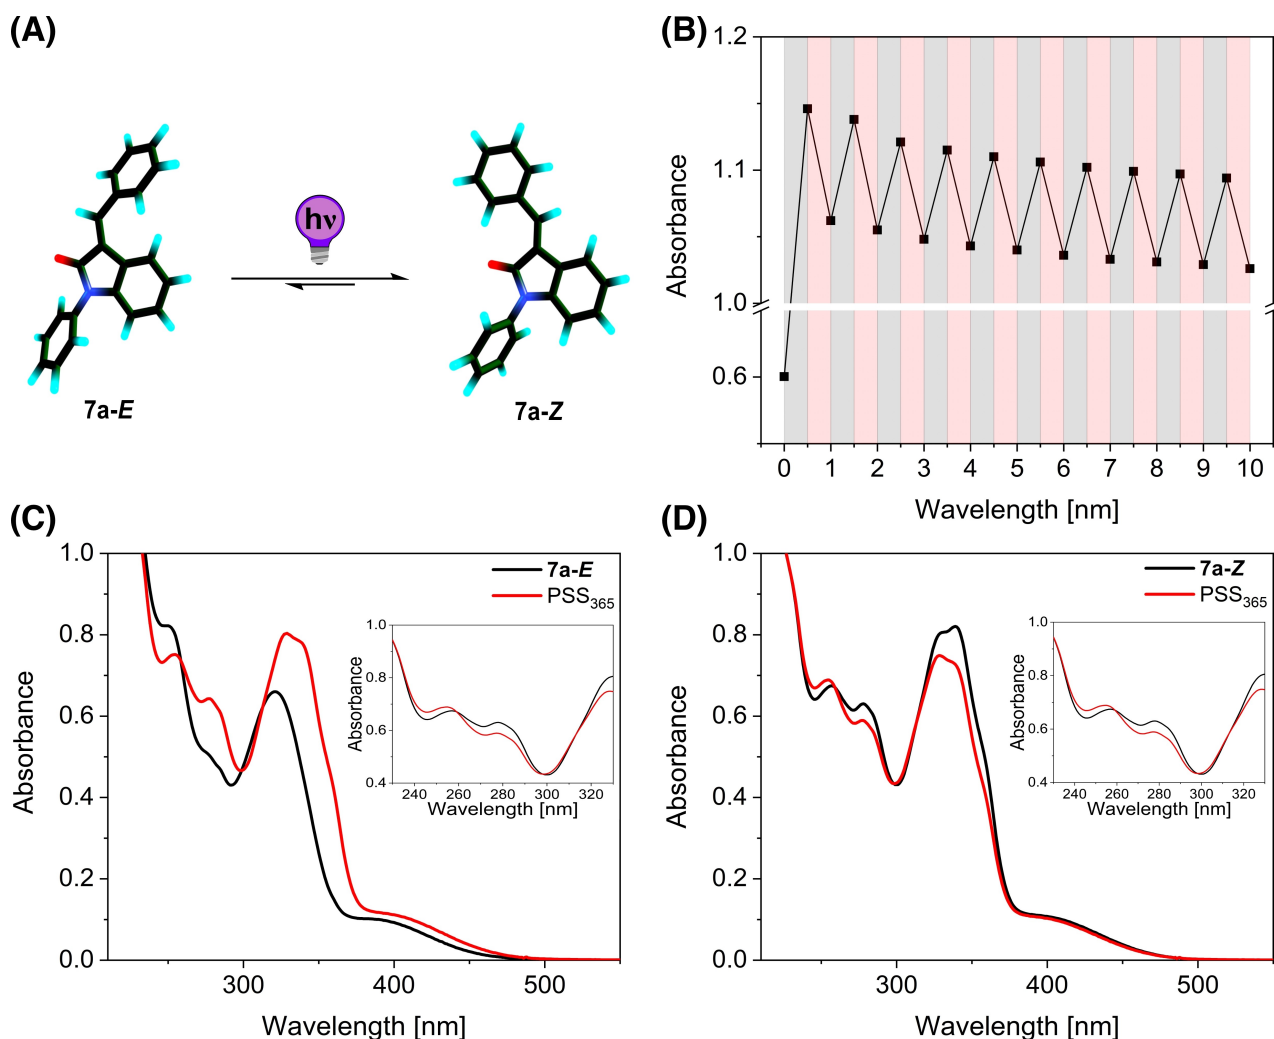 (A)
hν
7a-E
7a-Z
(B)
Absorbance
1.2
1.1
1.0
0.6
0 1 2 3 4 5 6 7 8 9 10
Wavelength [nm]
(C)
Absorbance
1.0
0.8
0.6
0.4
0.2
0.0
300 400 500
Wavelength [nm]
7a-E
PSS365
Absorbance
1.0
0.8
0.6
0.4
240 260 280 300 320
Wavelength [nm]
(D)
Absorbance
1.0
0.8
0.6
0.4
0.2
0.0
300 400 500
Wavelength [nm]
7a-Z
PSS365
Absorbance
1.0
0.8
0.6
0.4
240 260 280 300 320
Wavelength [nm]